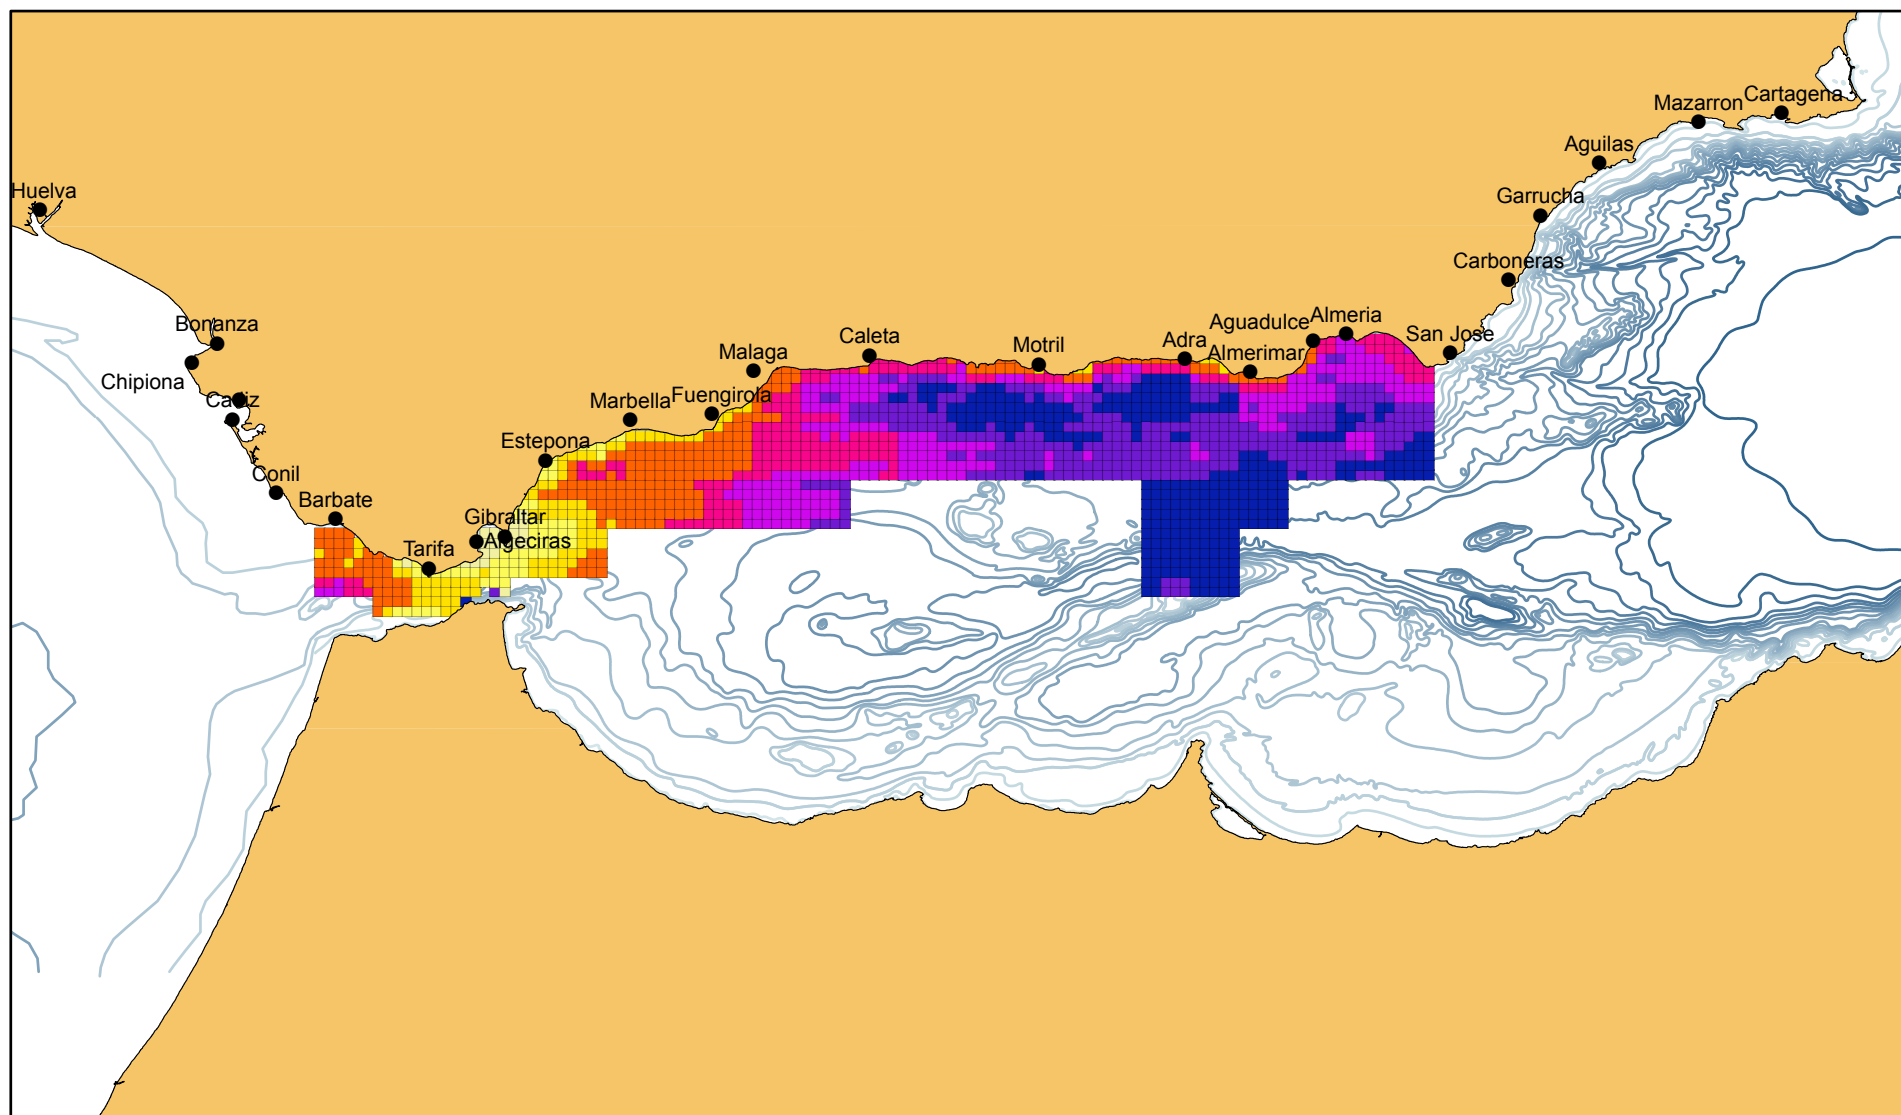 Cartagena
Mazarron
Aguilas
Huelva
Garrucha
Carboneras
Bonanza
Aguadulce
Almeria
San Jose
Caleta
Motril
Adra
Malaga
Almerimar
Chipiona
Cadiz
Marbella
Fuengirola
Estepona
Conil
Barbate
Gibraltar
Tarifa
Algeciras